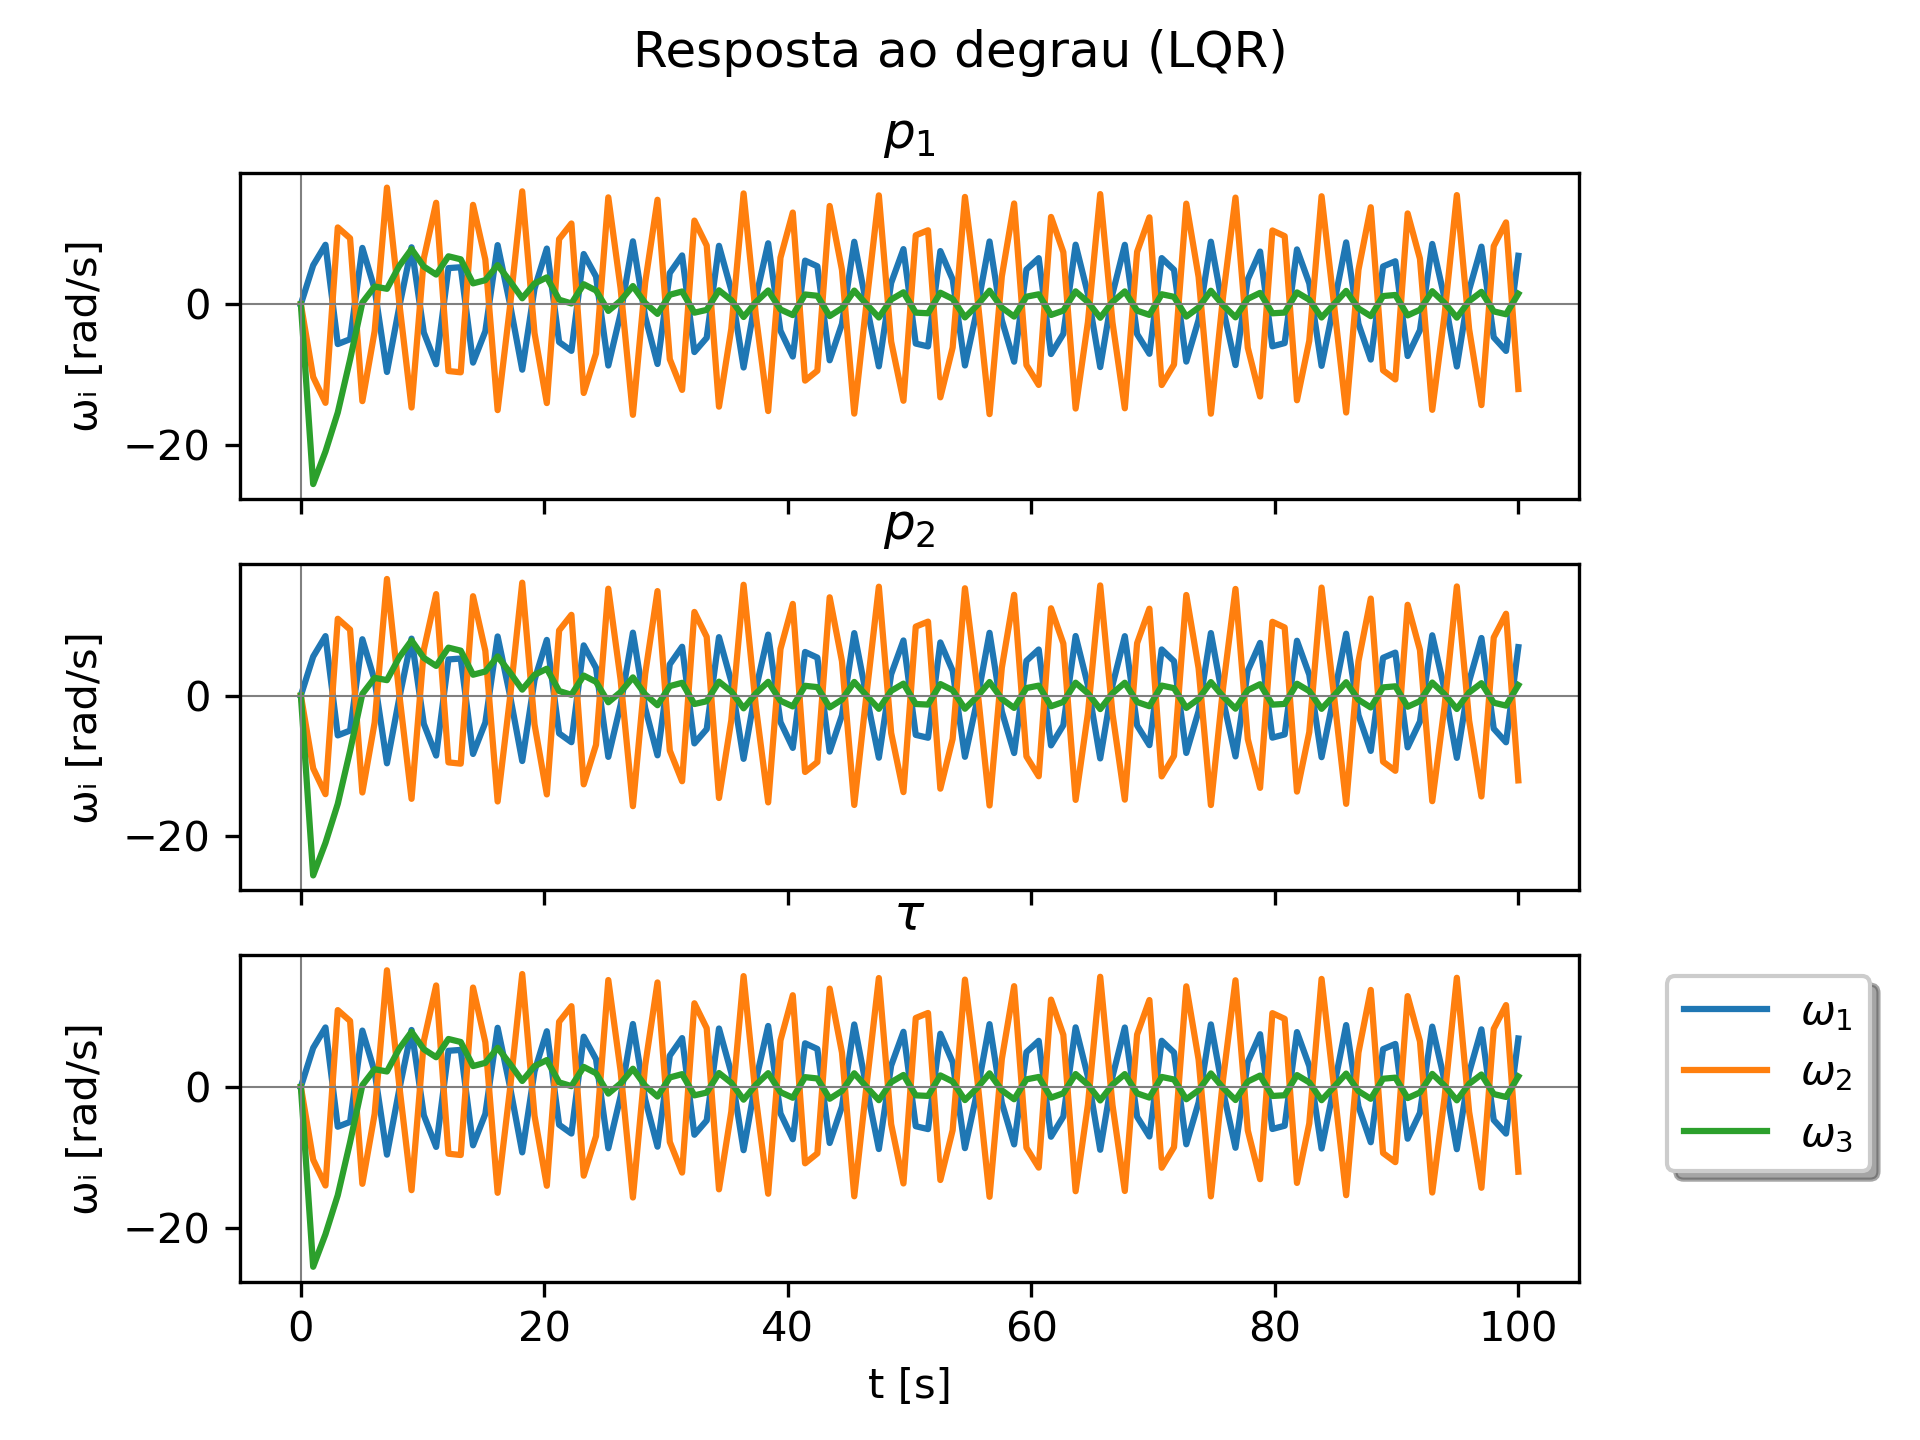 Resposta ao degrau (LQR)
p₁
ωᵢ [rad/s]
0
−20
p₂
ωᵢ [rad/s]
0
−20
τ
ωᵢ [rad/s]
0
−20
0 20 40 60 80 100
t [s]
ω₁
ω₂
ω₃